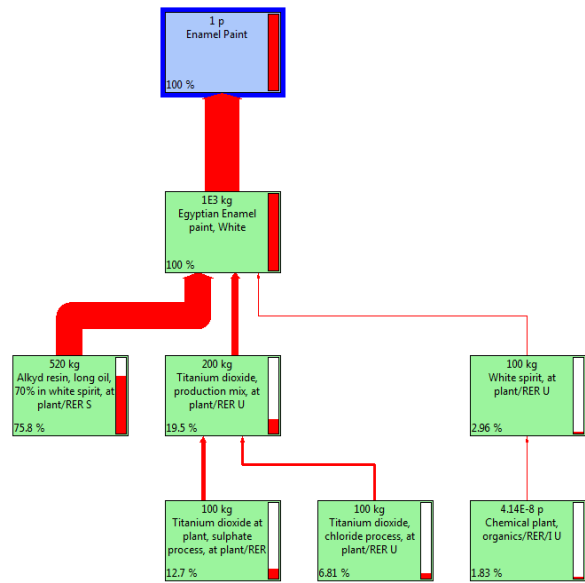 1 p
Enamel Paint
100 %
1E3 kg
Egyptian Enamel
paint, White
100 %
520 kg
Alkyd resin, long oil,
70% in white spirit, at
plant/RER S
75.8 %
200 kg
Titanium dioxide,
production mix, at
plant/RER U
19.5 %
100 kg
White spirit, at
plant/RER U
2.96 %
100 kg
Titanium dioxide at
plant, sulphate
process, at plant/RER
12.7 %
100 kg
Titanium dioxide,
chloride process, at
plant/RER U
6.81 %
4.14E-8 p
Chemical plant,
organics/RER/I U
1.83 %